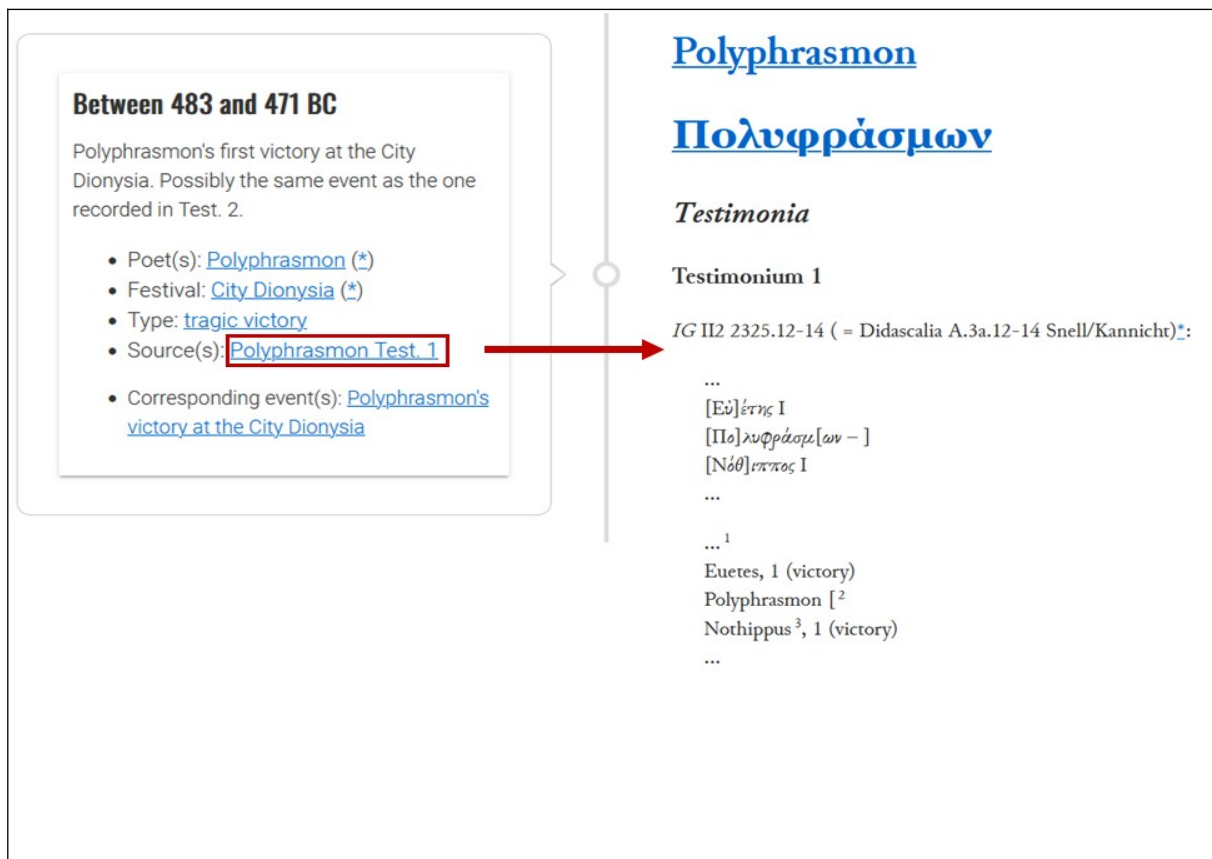 Between 483 and 471 BC
Polyphrasmon's first victory at the City
Dionysia. Possibly the same event as the one
recorded in Test. 2.
• Poet(s): Polyphrasmon (*)
• Festival: City Dionysia (*)
• Type: tragic victory
• Source(s): Polyphrasmon Test. 1
• Corresponding event(s): Polyphrasmon's
victory at the City Dionysia
Polyphrasmon
Πολυφράσμων
Testimonia
Testimonium 1
IG II2 2325.12-14 ( = Didascalia A.3a.12-14 Snell/Kannicht)*:
...
[Εὐ]έτης Ι
[Πο]λυφράσμ[ων – ]
[Νόθ]ιππος Ι
...
...1
Euetes, 1 (victory)
Polyphrasmon [2
Nothippus 3, 1 (victory)
...